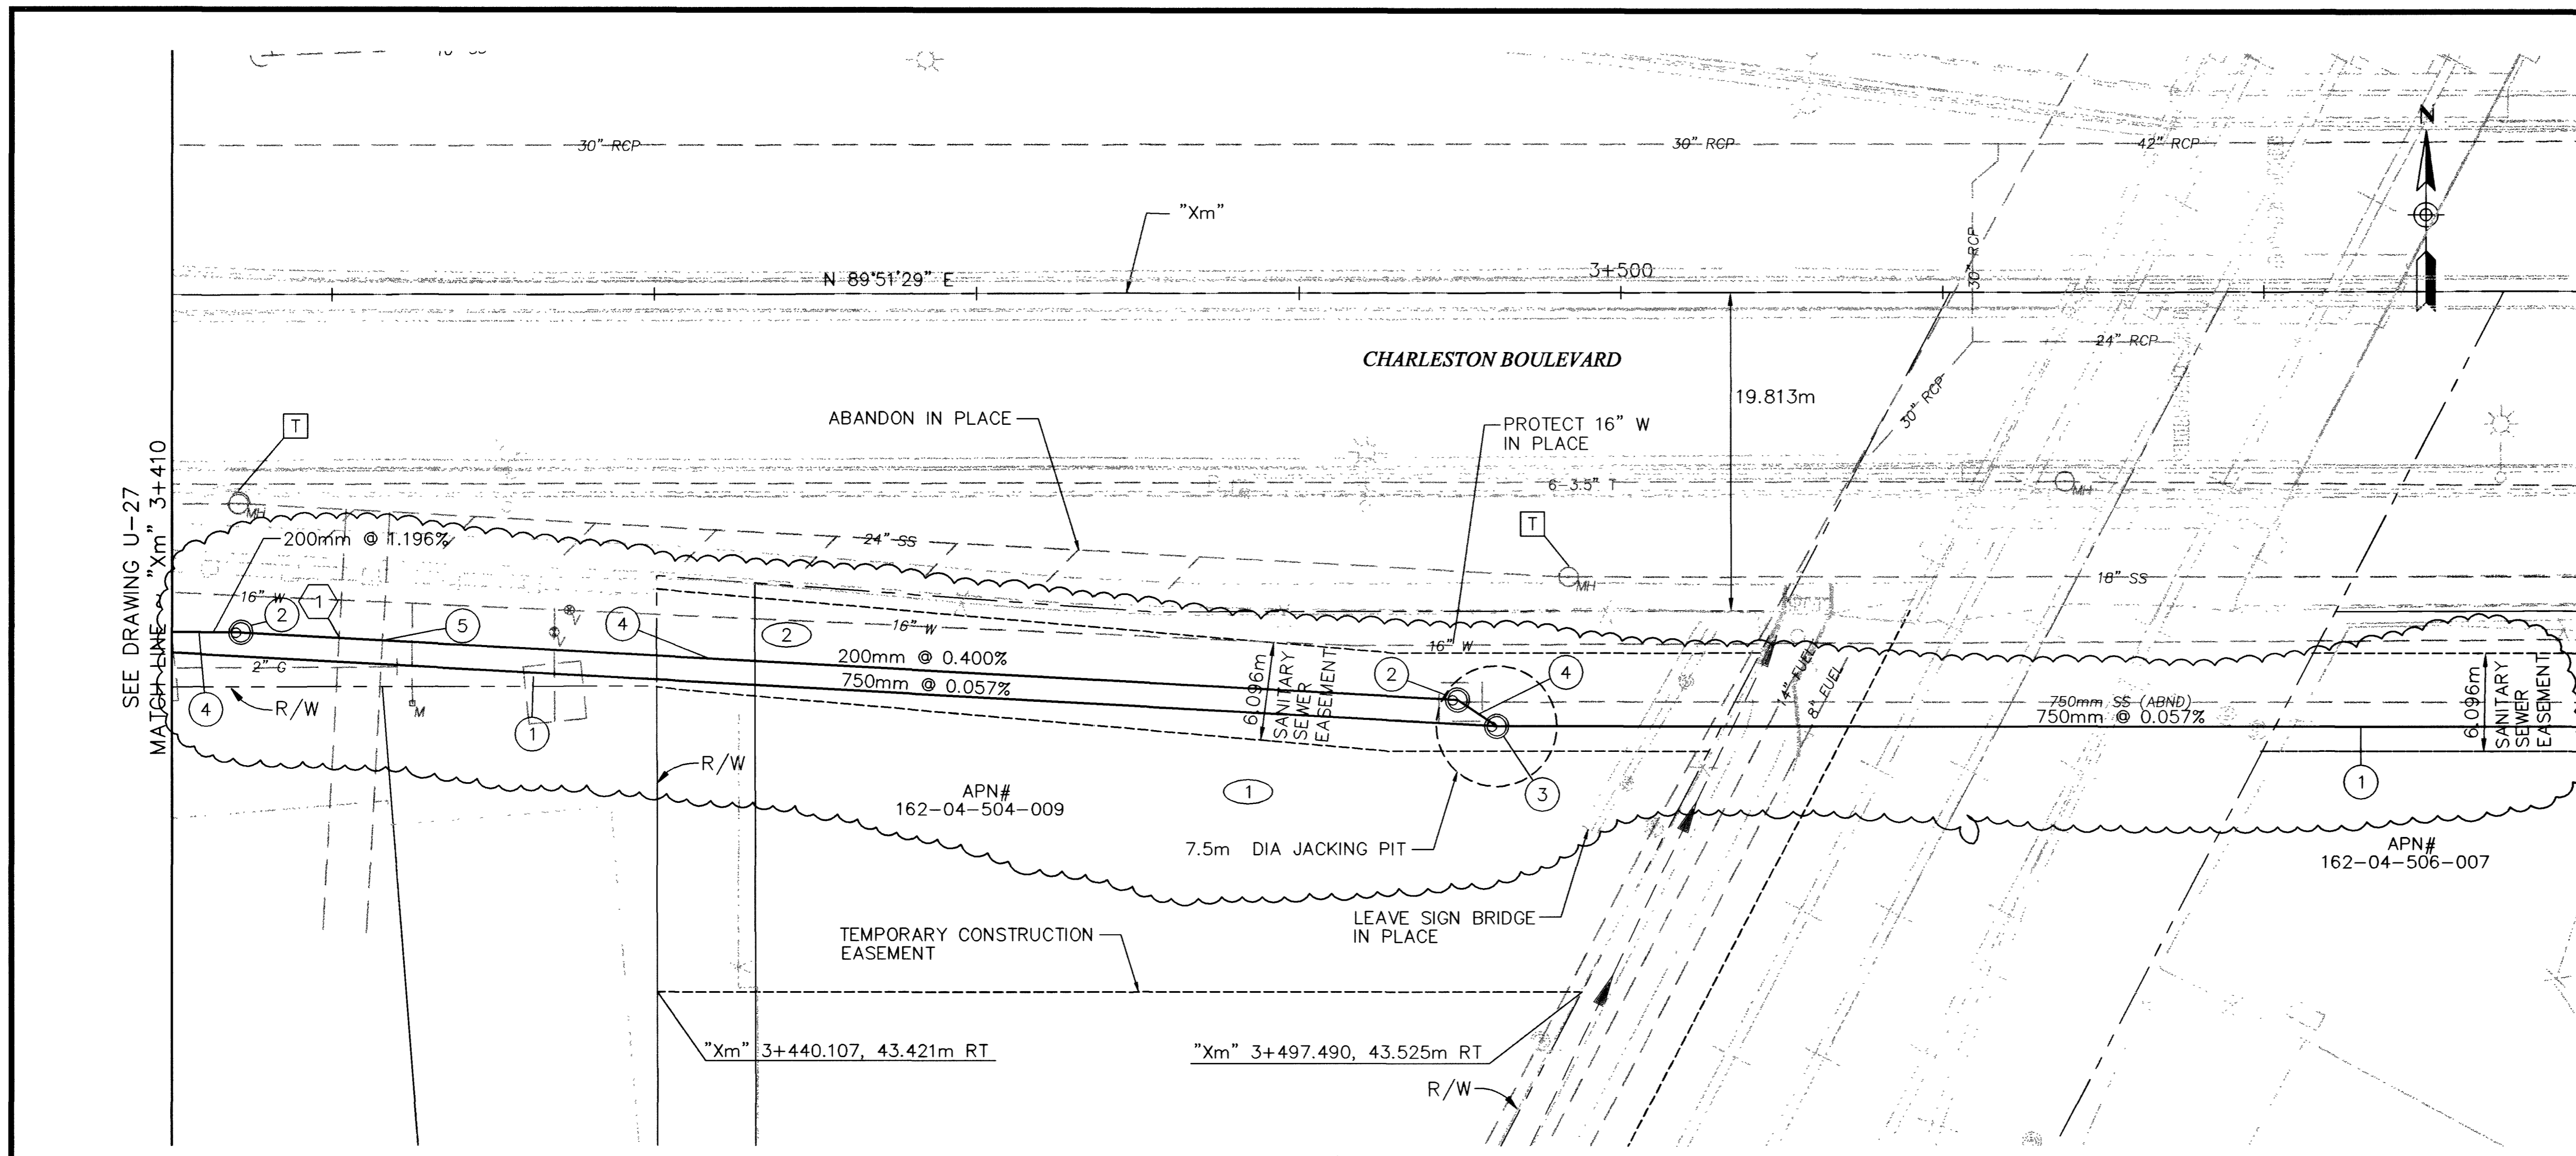 30" RCP
30" RCP
42" RCP
N
"Xm"
30" RCP
N 89°51'29" E
3+500
CHARLESTON BOULEVARD
24" RCP
19.813m
30" RCP
ABANDON IN PLACE
PROTECT 16" W
IN PLACE
T
SEE DRAWING U-27
MATCH LINE "Xm" 3+410
MH
6-3.5" T
MH
T
200mm @ 1.196%
24" SS
MH
18" SS
16" W
1
2
5
4
2
16" W
16" W
V
V
200mm @ 0.400%
750mm @ 0.057%
2
4
2" G
4
R/W
M
1
6.096m
SANITARY
SEWER
EASEMENT
14" FUEL
8" FUEL
750mm SS (ABND)
750mm @ 0.057%
6.096m
SANITARY
SEWER
EASEMENT
R/W
APN#
162-04-504-009
1
3
1
7.5m DIA JACKING PIT
APN#
162-04-506-007
LEAVE SIGN BRIDGE
IN PLACE
TEMPORARY CONSTRUCTION
EASEMENT
"Xm" 3+440.107, 43.421m RT
"Xm" 3+497.490, 43.525m RT
R/W